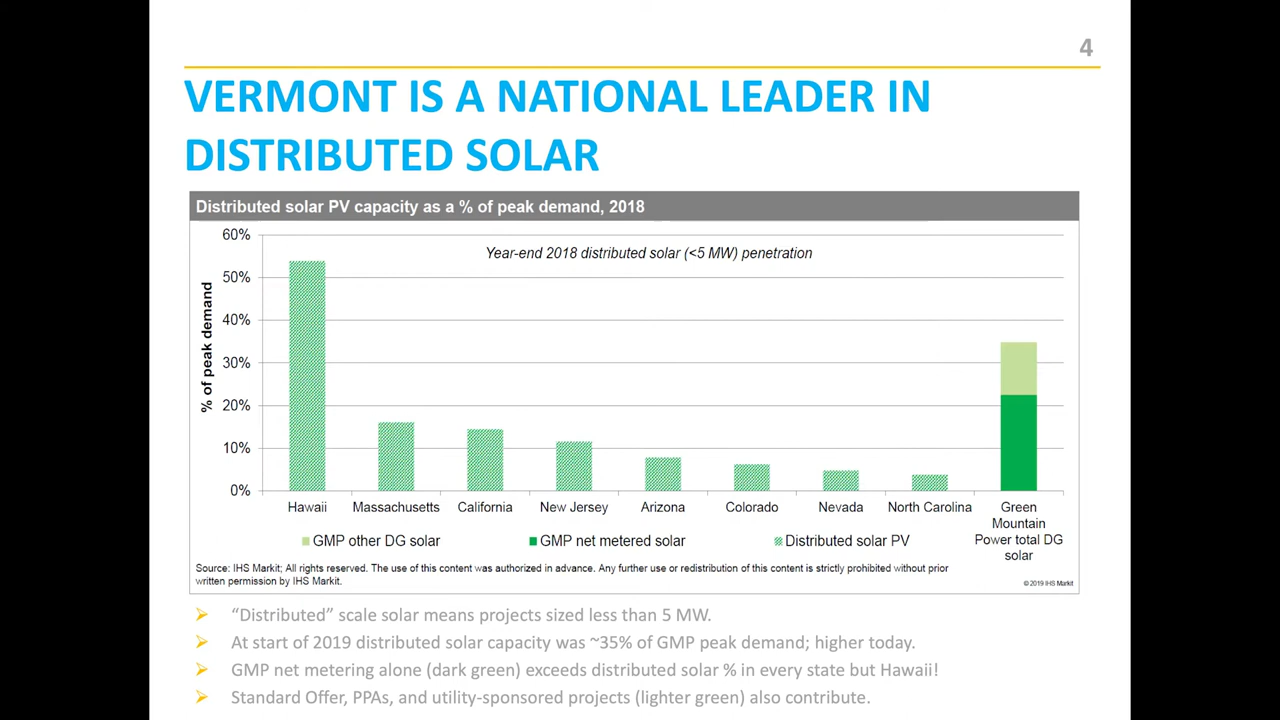 4
VERMONT IS A NATIONAL LEADER IN
DISTRIBUTED SOLAR
Distributed solar PV capacity as a % of peak demand, 2018
Year-end 2018 distributed solar (<5 MW) penetration
% of peak demand
60%
50%
40%
30%
20%
10%
0%
Hawaii Massachusetts California New Jersey Arizona Colorado Nevada North Carolina Green
Mountain
Power total DG
solar
GMP other DG solar GMP net metered solar Distributed solar PV
Source: IHS Markit; All rights reserved. The use of this content was authorized in advance. Any further use or redistribution of this content is strictly prohibited without prior
written permission by IHS Markit.
© 2019 IHS Markit
“Distributed” scale solar means projects sized less than 5 MW.
At start of 2019 distributed solar capacity was ~35% of GMP peak demand; higher today.
GMP net metering alone (dark green) exceeds distributed solar % in every state but Hawaii!
Standard Offer, PPAs, and utility-sponsored projects (lighter green) also contribute.